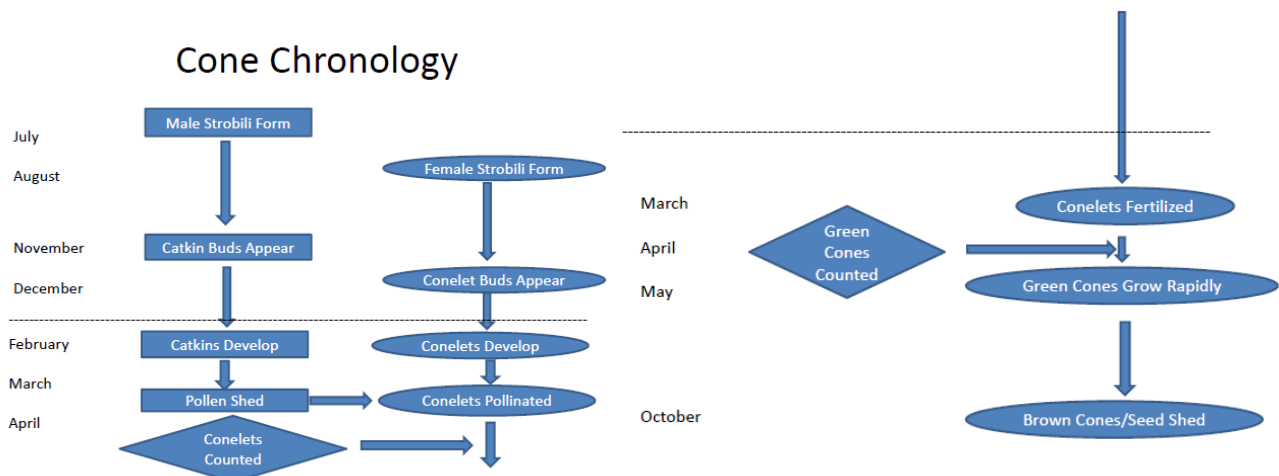 Cone Chronology
July
Male Strobili Form
August
Female Strobili Form
November
Catkin Buds Appear
December
Conelet Buds Appear
February
Catkins Develop
Conelets Develop
March
Pollen Shed
Conelets Pollinated
April
Conelets
Counted
March
Conelets Fertilized
April
Green
Cones
Counted
May
Green Cones Grow Rapidly
October
Brown Cones/Seed Shed